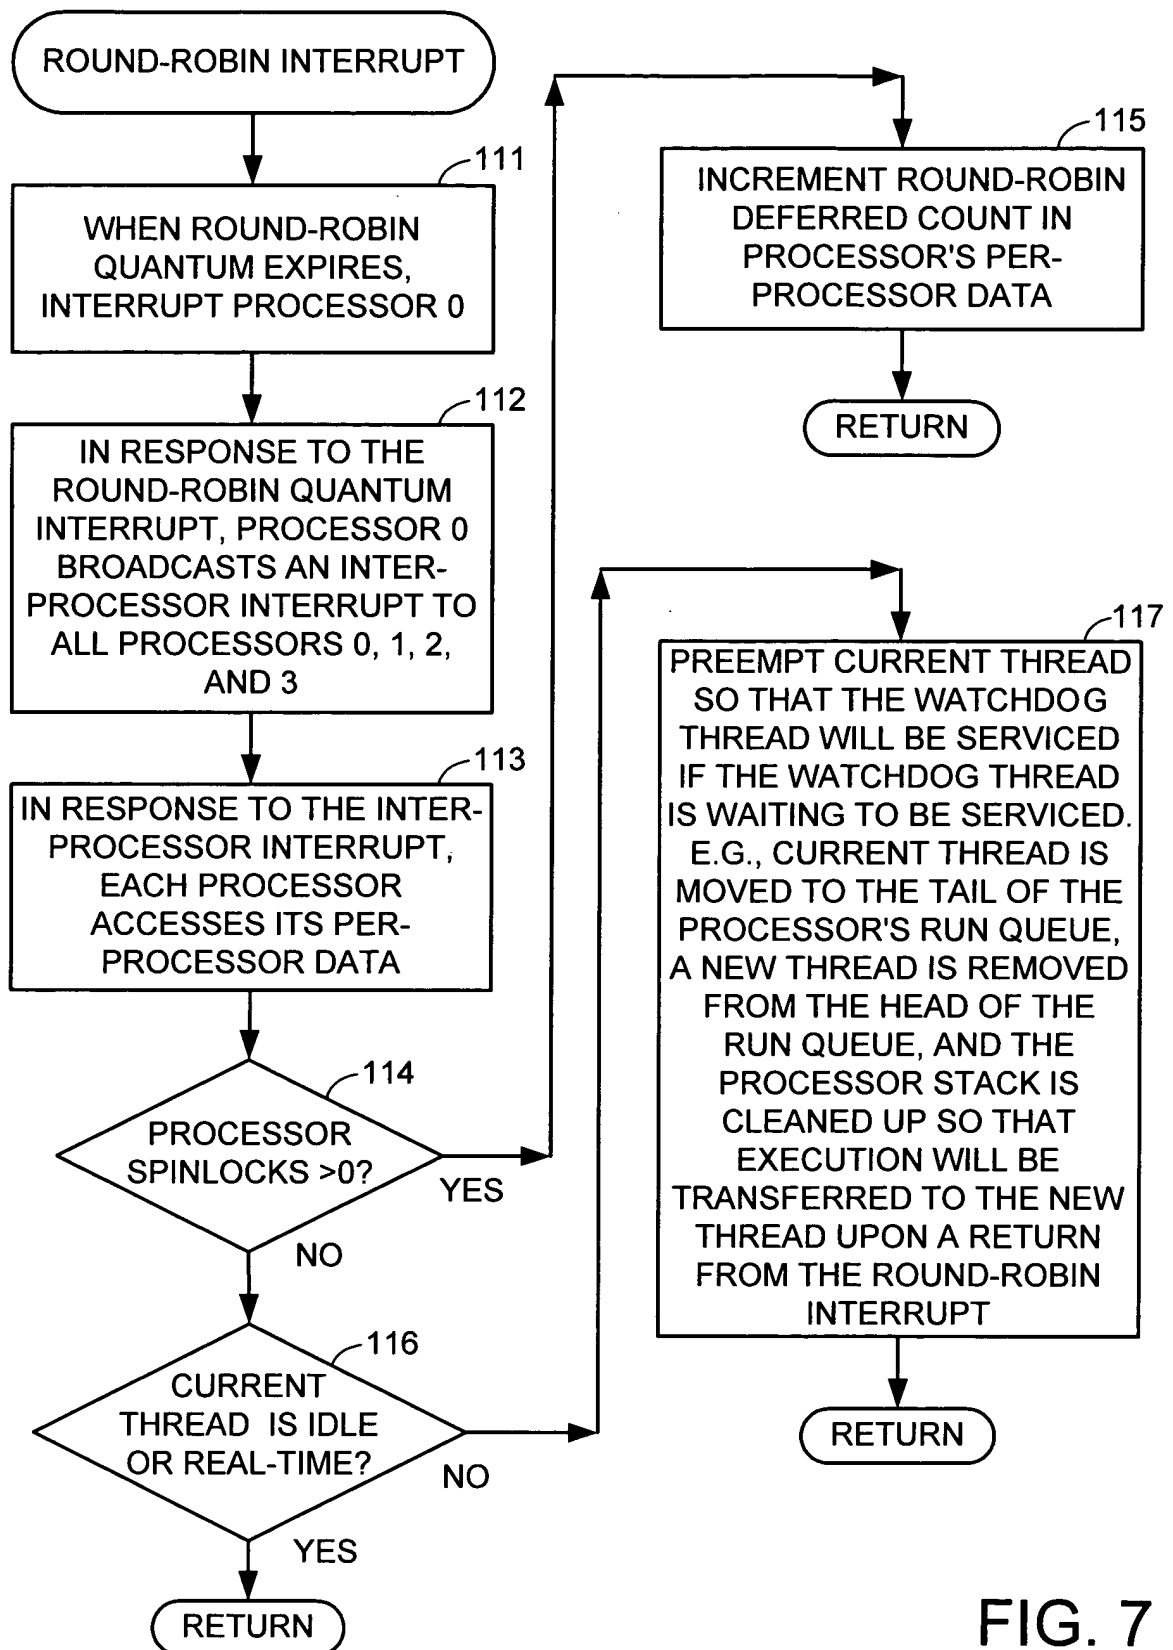 ROUND-ROBIN INTERRUPT
111
WHEN ROUND-ROBIN
QUANTUM EXPIRES,
INTERRUPT PROCESSOR 0
112
IN RESPONSE TO THE
ROUND-ROBIN QUANTUM
INTERRUPT, PROCESSOR 0
BROADCASTS AN INTER-
PROCESSOR INTERRUPT TO
ALL PROCESSORS 0, 1, 2,
AND 3
113
IN RESPONSE TO THE INTER-
PROCESSOR INTERRUPT,
EACH PROCESSOR
ACCESSES ITS PER-
PROCESSOR DATA
114
PROCESSOR
SPINLOCKS >0?
YES
NO
116
CURRENT
THREAD IS IDLE
OR REAL-TIME?
NO
YES
RETURN
115
INCREMENT ROUND-ROBIN
DEFERRED COUNT IN
PROCESSOR'S PER-
PROCESSOR DATA
RETURN
117
PREEMPT CURRENT THREAD
SO THAT THE WATCHDOG
THREAD WILL BE SERVICED
IF THE WATCHDOG THREAD
IS WAITING TO BE SERVICED.
E.G., CURRENT THREAD IS
MOVED TO THE TAIL OF THE
PROCESSOR'S RUN QUEUE,
A NEW THREAD IS REMOVED
FROM THE HEAD OF THE
RUN QUEUE, AND THE
PROCESSOR STACK IS
CLEANED UP SO THAT
EXECUTION WILL BE
TRANSFERRED TO THE NEW
THREAD UPON A RETURN
FROM THE ROUND-ROBIN
INTERRUPT
RETURN
FIG. 7